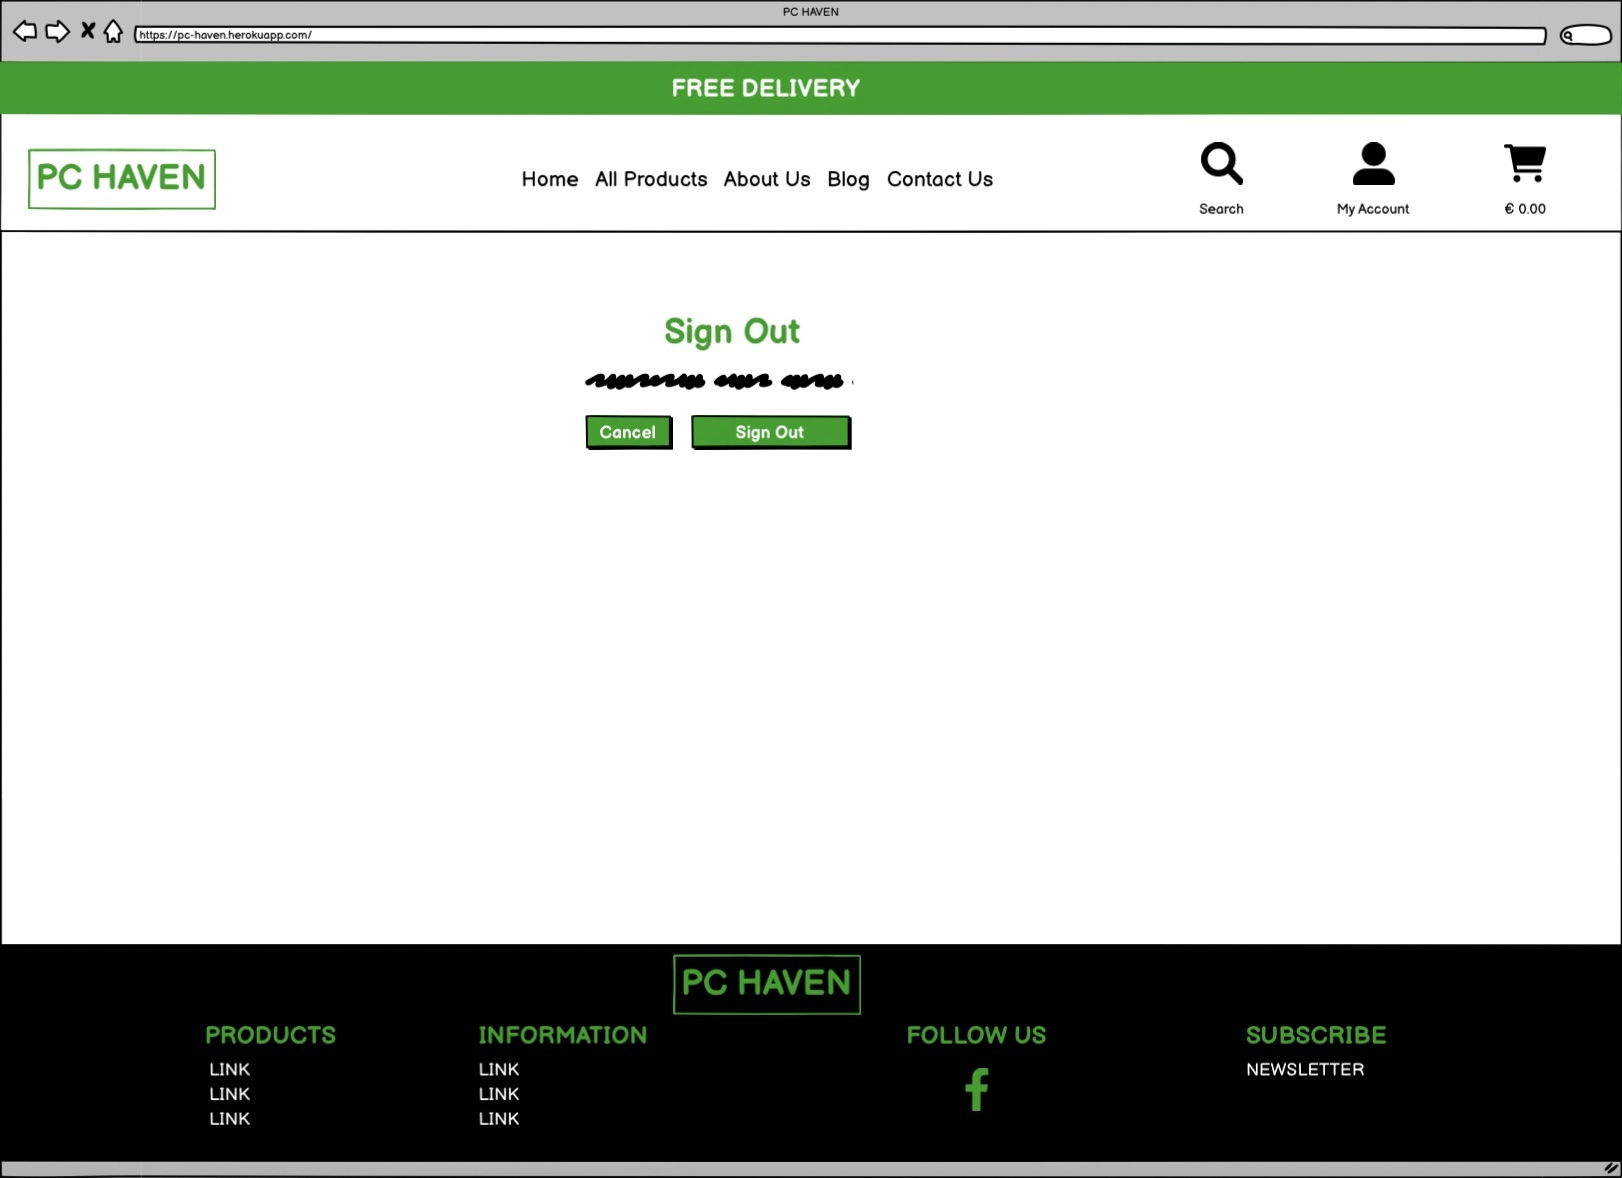 PC HAVEN
https://pc-haven.herokuapp.com/
FREE DELIVERY
PC HAVEN
Home All Products About Us Blog Contact Us
Search My Account € 0.00
Sign Out
Cancel Sign Out
PC HAVEN
PRODUCTS INFORMATION FOLLOW US SUBSCRIBE
LINK LINK NEWSLETTER
LINK LINK
LINK LINK